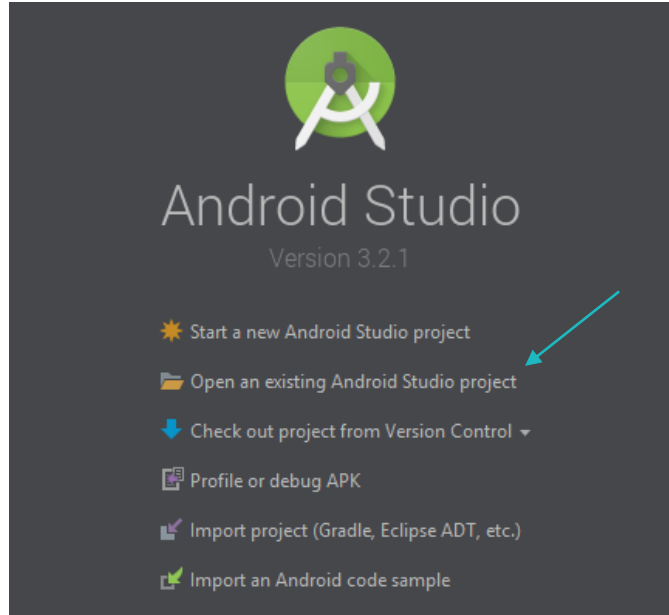 Android Studio
Version 3.2.1
Start a new Android Studio project
Open an existing Android Studio project
Check out project from Version Control
Profile or debug APK
Import project (Gradle, Eclipse ADT, etc.)
Import an Android code sample